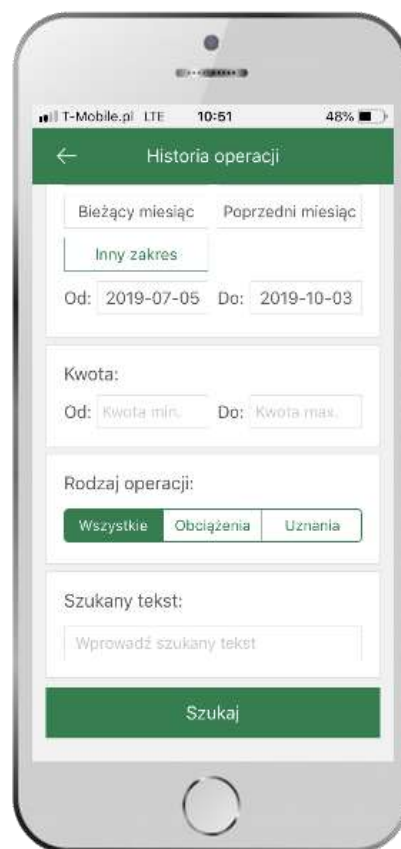 T-Mobile.pl LTE 10:51 48%
Historia operacji
Bieżący miesiąc Poprzedni miesiąc
Inny zakres
Od: 2019-07-05 Do: 2019-10-03
Kwota:
Od: Kwota min. Do: Kwota max.
Rodzaj operacji:
Wszystkie Obciążenia Uznania
Szukany tekst:
Wprowadź szukany tekst
Szukaj